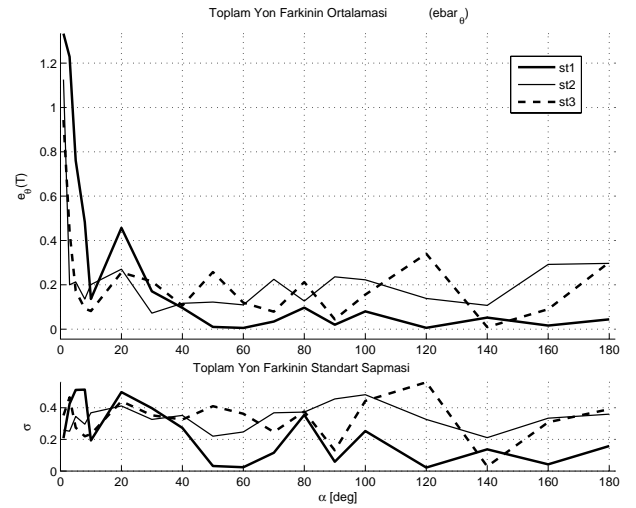 Toplam Yon Farkinin Ortalamasi (ebar θ)
1.2
1
0.8
0.6
0.4
0.2
0
e θ (T)
st1
st2
st3
0 20 40 60 80 100 120 140 160 180
Toplam Yon Farkinin Standart Sapmasi
0.4
0.2
0
σ
0 20 40 60 80 100 120 140 160 180
α [deg]